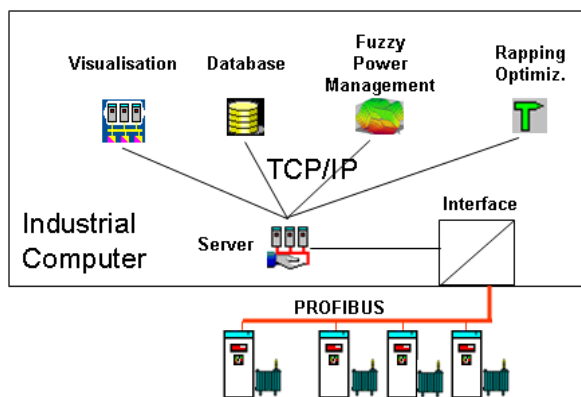 Visualisation
Database
Fuzzy
Power
Management
Rapping
Optimiz.
TCP/IP
Industrial
Computer
Server
Interface
PROFIBUS